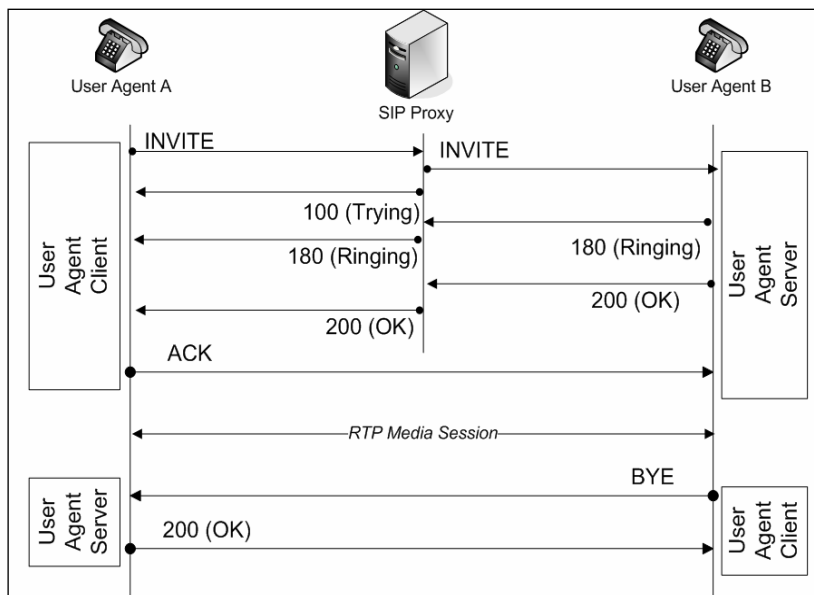 User Agent A
SIP Proxy
User Agent B
INVITE
INVITE
100 (Trying)
180 (Ringing)
180 (Ringing)
200 (OK)
200 (OK)
ACK
User
Agent
Client
User
Agent
Server
RTP Media Session
BYE
200 (OK)
User
Agent
Server
User
Agent
Client